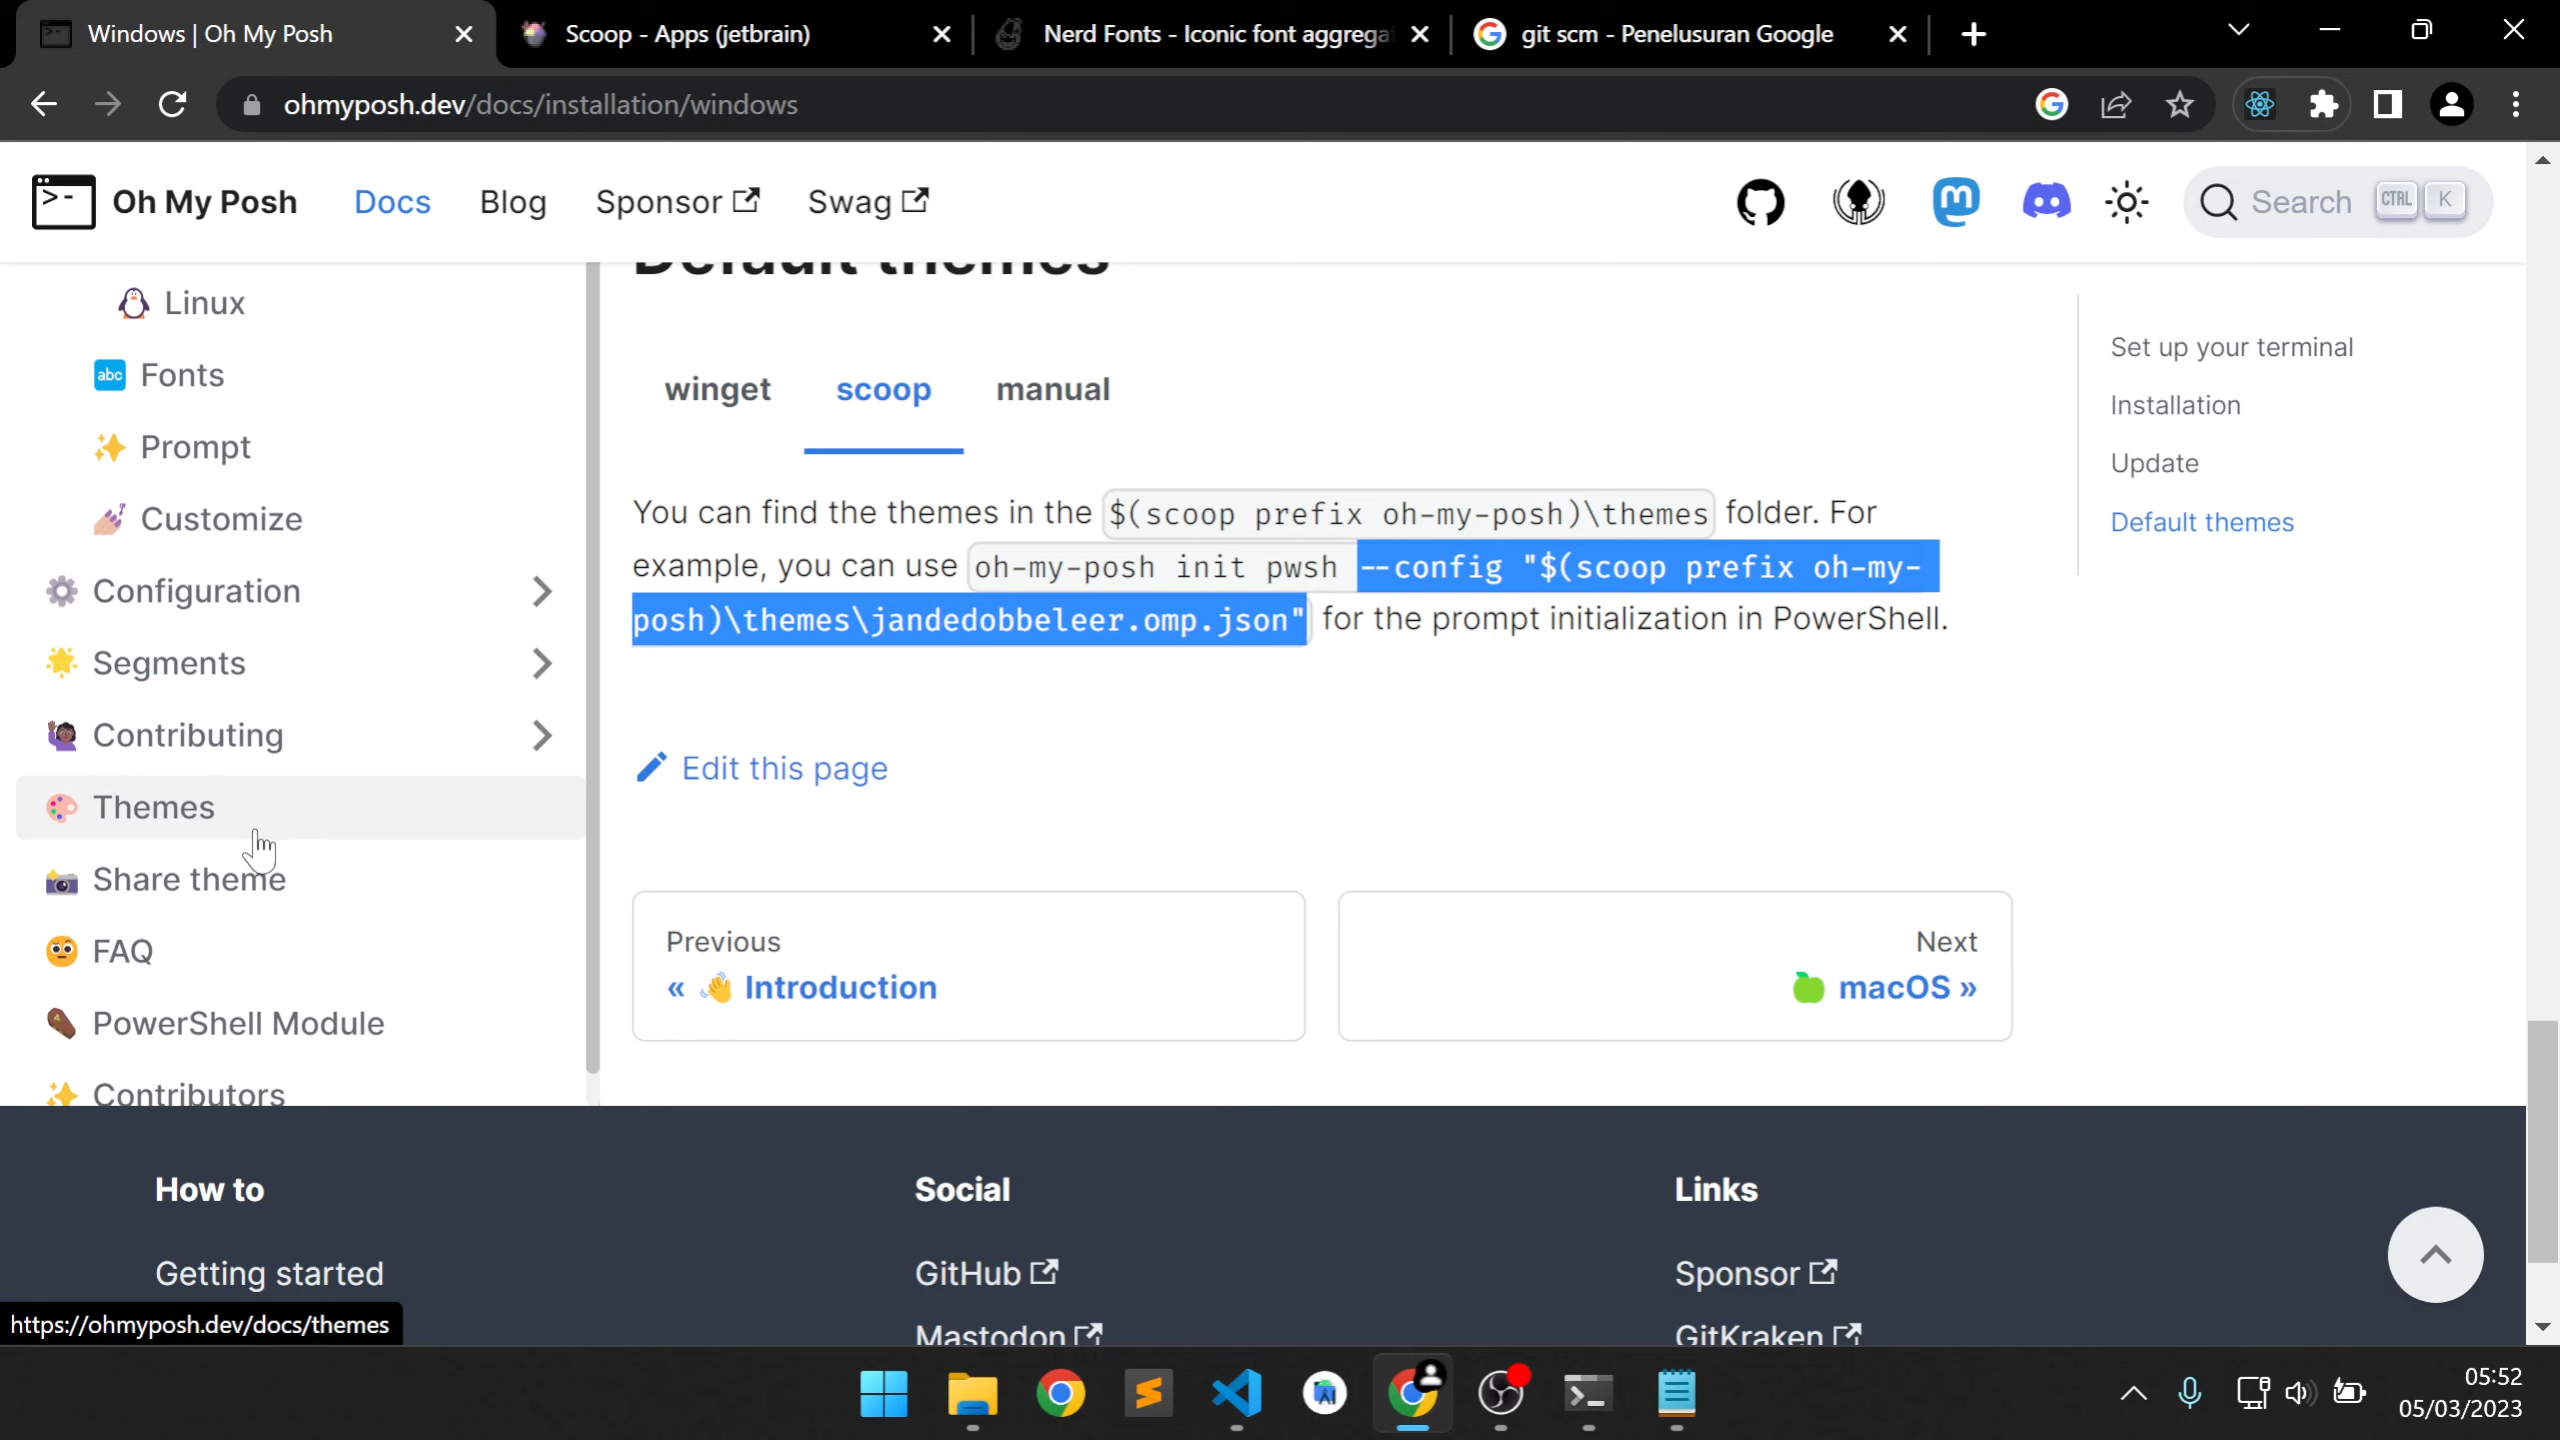 Windows | Oh My Posh
Scoop - Apps (jetbrain)
Nerd Fonts - Iconic font aggrega
git scm - Penelusuran Google
ohmyposh.dev/docs/installation/windows
Oh My Posh
Docs
Blog
Sponsor
Swag
Search
CTRL
K
Linux
Fonts
Prompt
Customize
Configuration
Segments
Contributing
Themes
Share theme
FAQ
PowerShell Module
Contributors
Default themes
winget
scoop
manual
You can find the themes in the $(scoop prefix oh-my-posh)\themes folder. For
example, you can use oh-my-posh init pwsh --config "$(scoop prefix oh-my-
posh)\themes\jandedobbeleer.omp.json" for the prompt initialization in PowerShell.
Edit this page
Previous
« 👋 Introduction
Next
🍏 macOS »
Set up your terminal
Installation
Update
Default themes
How to
Getting started
Social
GitHub
Mastodon
Links
Sponsor
GitKraken
https://ohmyposh.dev/docs/themes
05:52
05/03/2023